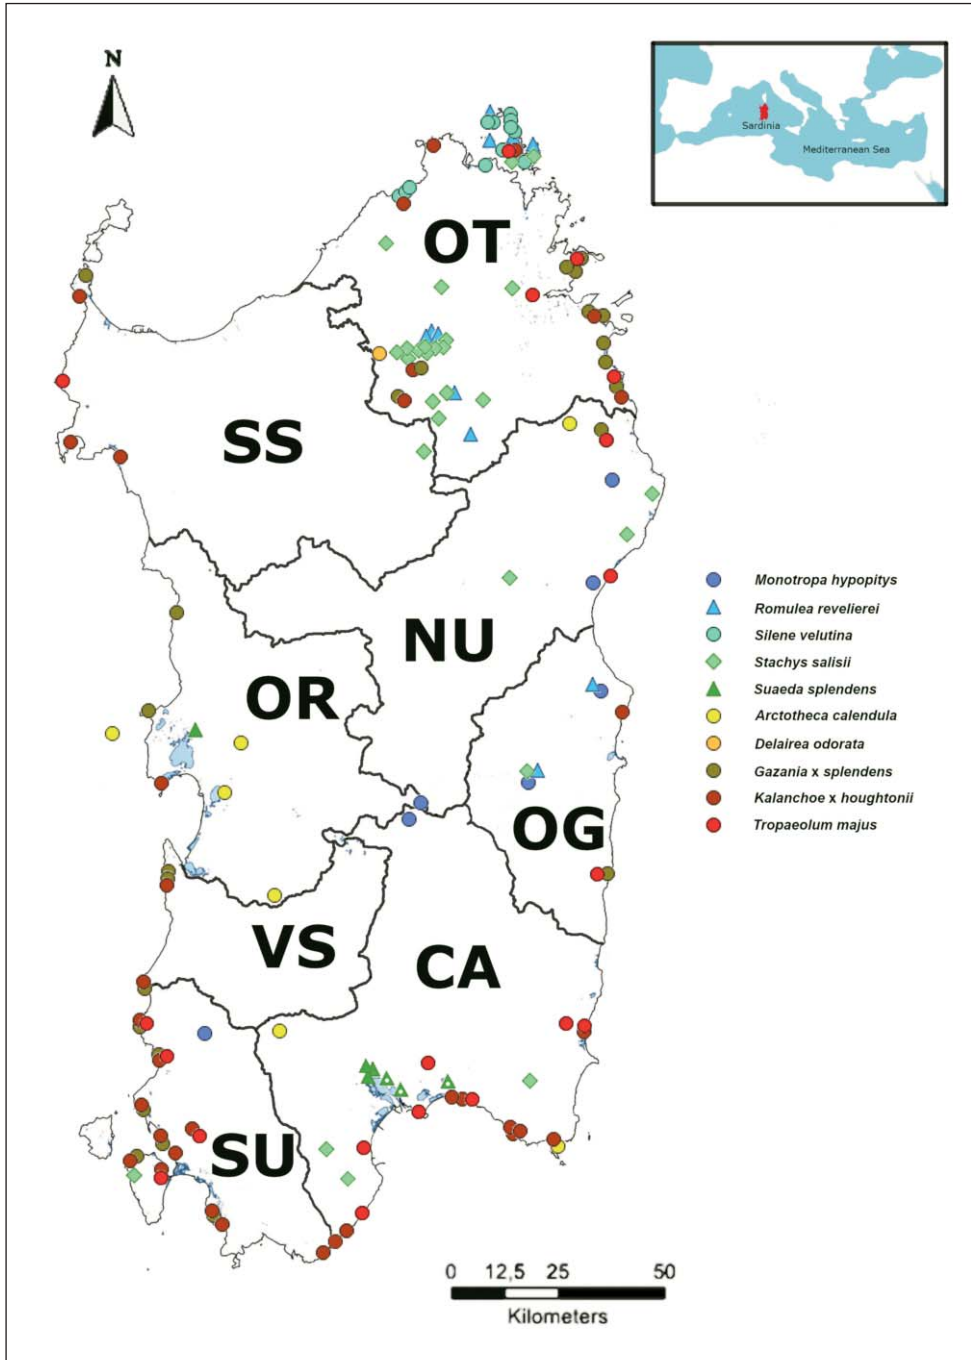 N
Sardinia
Mediterranean Sea
OT
SS
NU
OR
OG
VS
CA
SU
Monotropa hypopitys
Romulea revelierei
Silene velutina
Stachys salisii
Suaeda splendens
Arctotheca calendula
Delairea odorata
Gazania x splendens
Kalanchoe x houghtonii
Tropaeolum majus
0 12,5 25 50
Kilometers